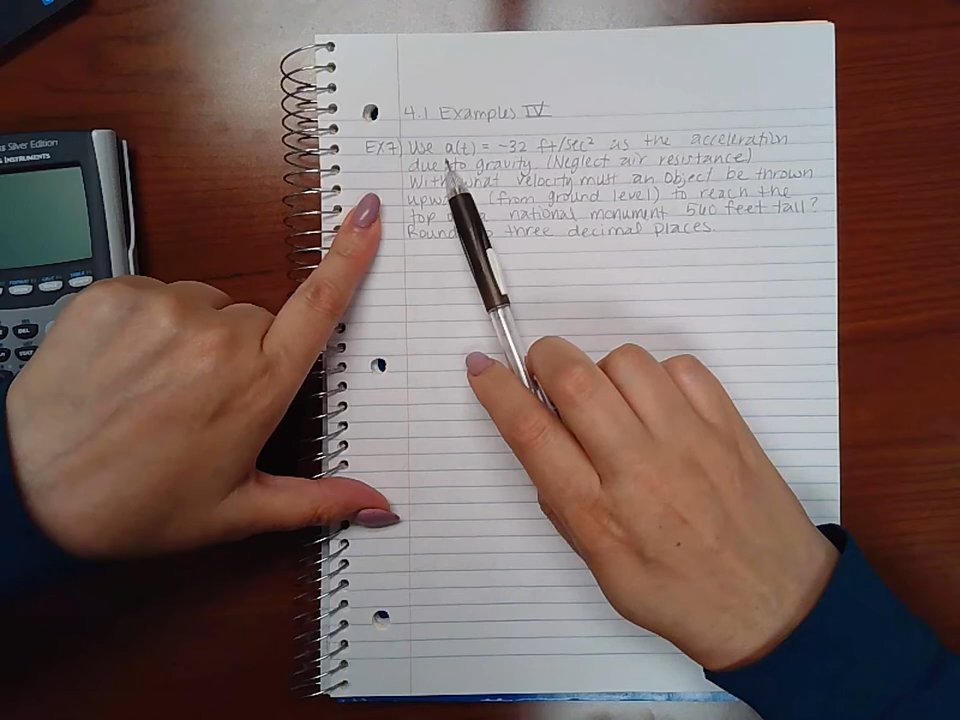 4.1 Examples IV
EX7) Use a(t) = -32 ft/sec² as the acceleration
due to gravity. (Neglect air resistance)
With what velocity must an object be thrown
(from ground level) to reach the
top national monument 540 feet tall?
Round three decimal places.
Silver Edition
INSTRUMENTS
DEL